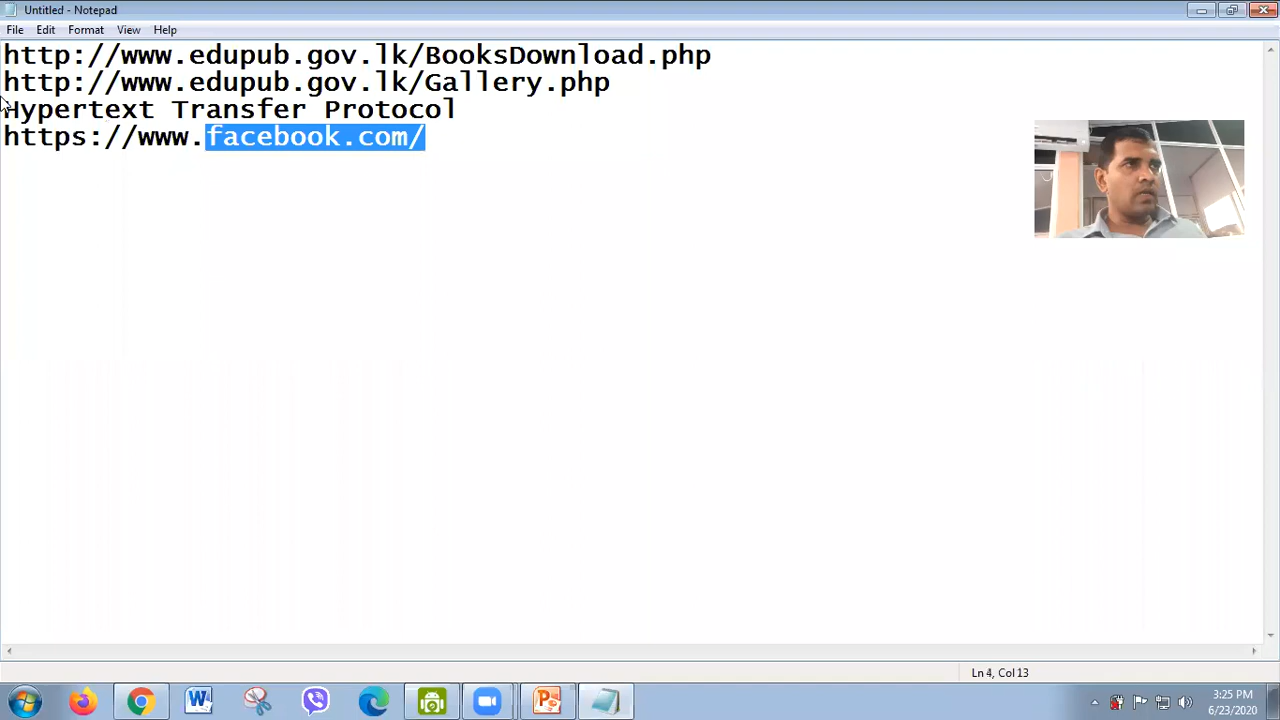 Untitled - Notepad
File Edit Format View Help
http://www.edupub.gov.lk/BooksDownload.php
http://www.edupub.gov.lk/Gallery.php
Hypertext Transfer Protocol
https://www.facebook.com/
Ln 4, Col 13
3:25 PM
6/23/2020